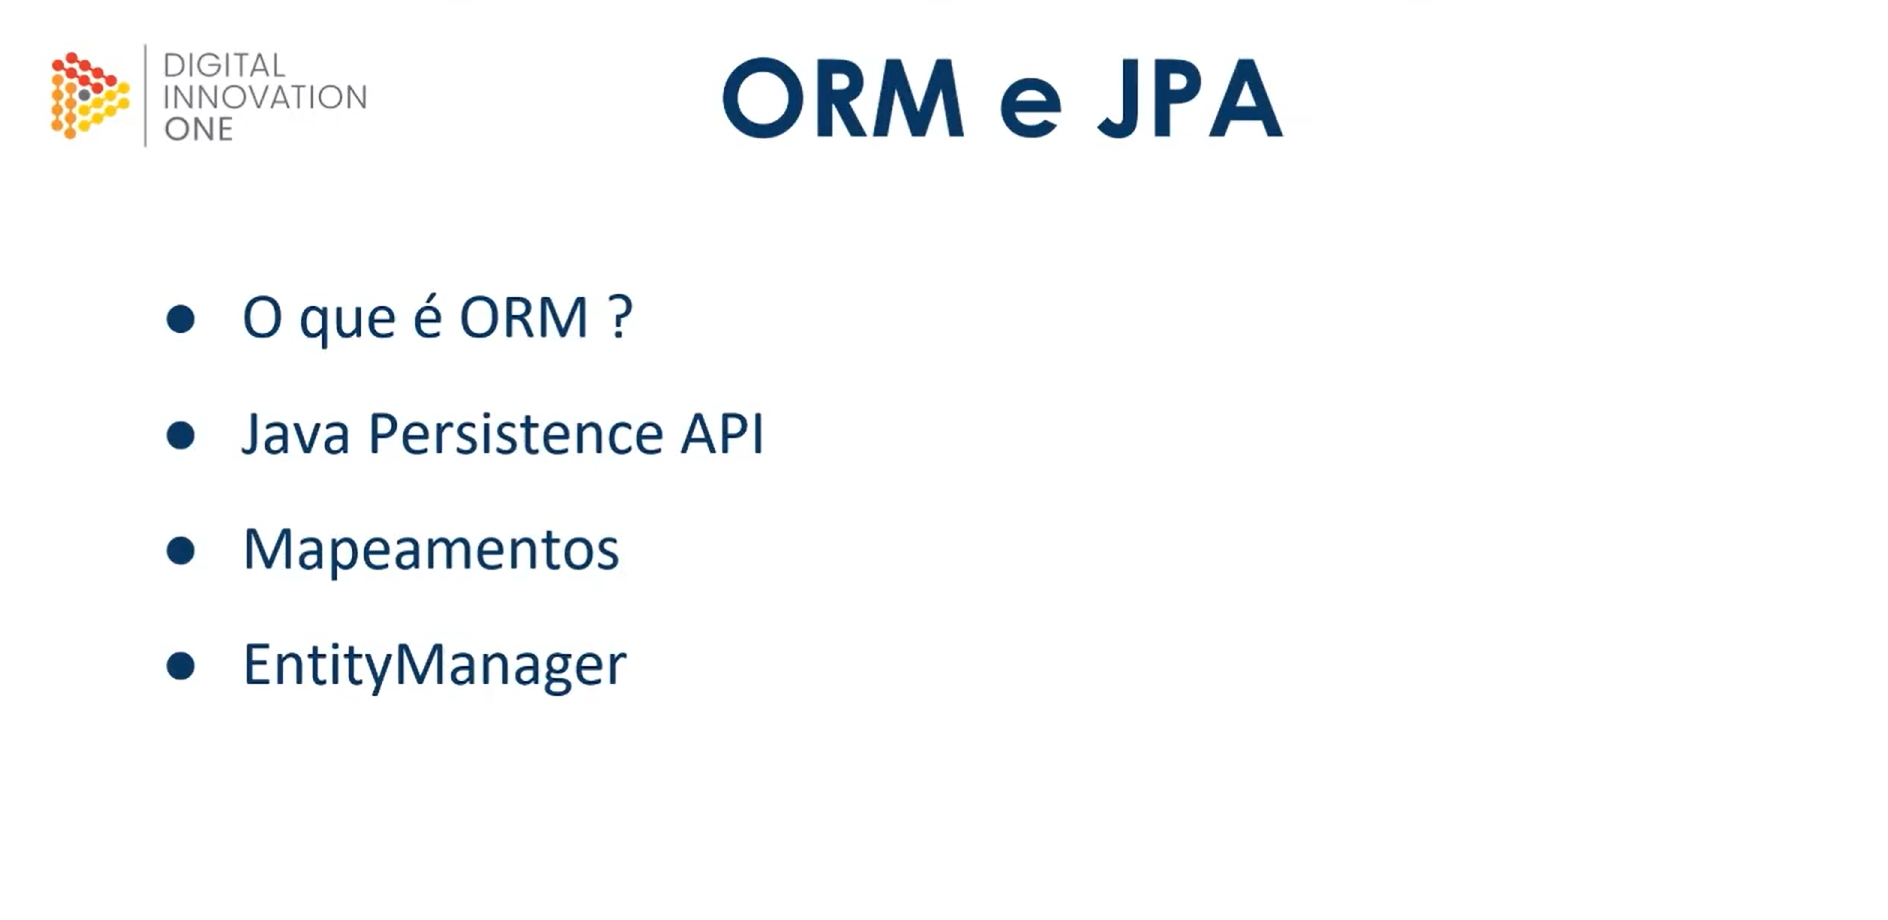 DIGITAL
INNOVATION
ONE
ORM e JPA
● O que é ORM ?
● Java Persistence API
● Mapeamentos
● EntityManager